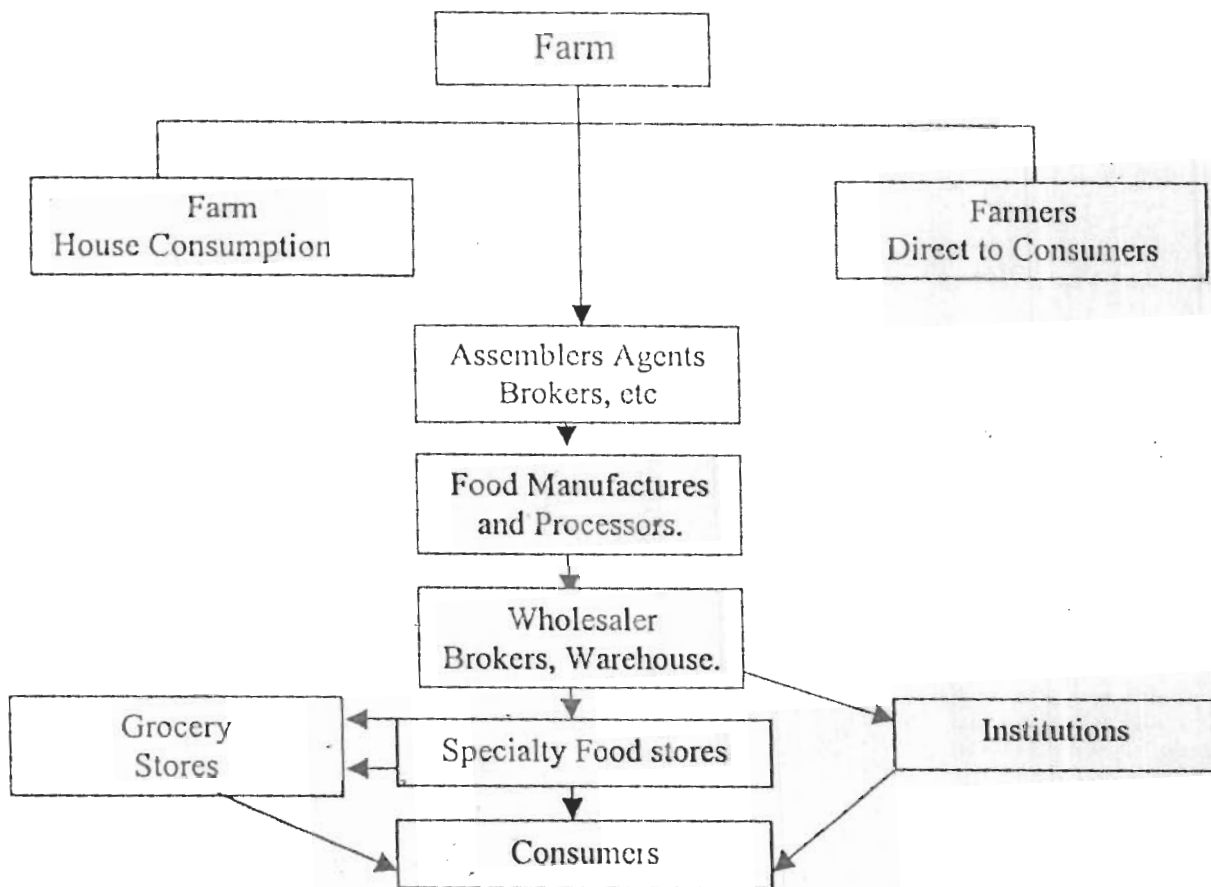 Farm
Farm
House Consumption
Farmers
Direct to Consumers
Assemblers Agents
Brokers, etc
Food Manufactures
and Processors.
Wholesaler
Brokers, Warehouse.
Grocery
Stores
Specialty Food stores
Institutions
Consumers